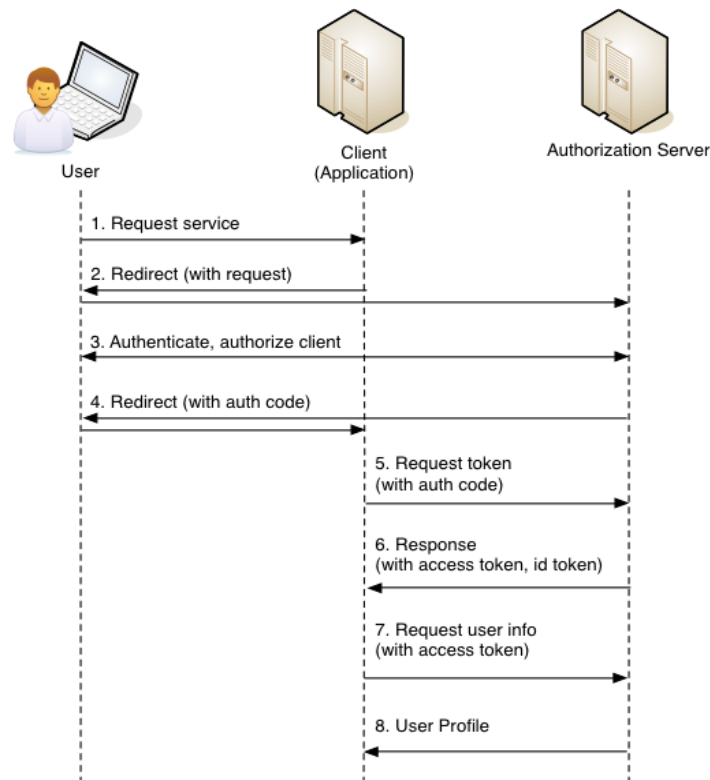 User
Client
(Application)
Authorization Server
1. Request service
2. Redirect (with request)
3. Authenticate, authorize client
4. Redirect (with auth code)
5. Request token
(with auth code)
6. Response
(with access token, id token)
7. Request user info
(with access token)
8. User Profile